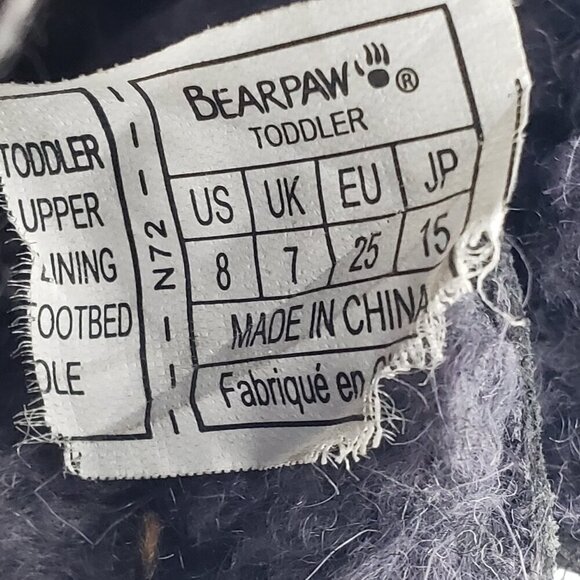 TODDLER
UPPER
LINING
FOOTBED
OLE
N72
BEARPAW ®
TODDLER
US UK EU JP
8 7 25 15
MADE IN CHINA
Fabriqué en